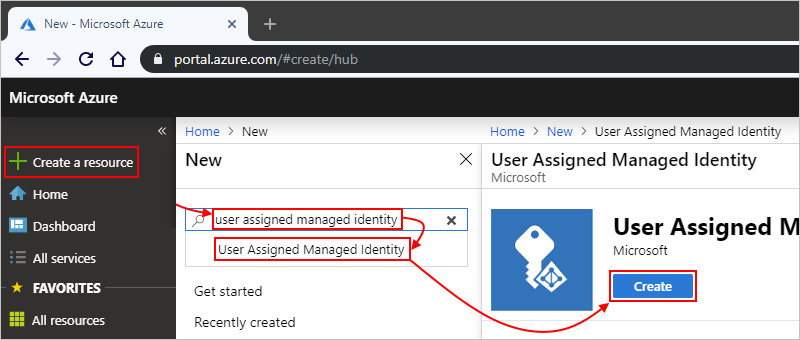 New - Microsoft Azure
portal.azure.com/#create/hub
Microsoft Azure
«
Create a resource
Home
Dashboard
All services
FAVORITES
All resources
Home > New
New
user assigned managed identity
User Assigned Managed Identity
Get started
Recently created
Home > New > User Assigned Managed Identity
User Assigned Managed Identity
Microsoft
User Assigned M
Microsoft
Create